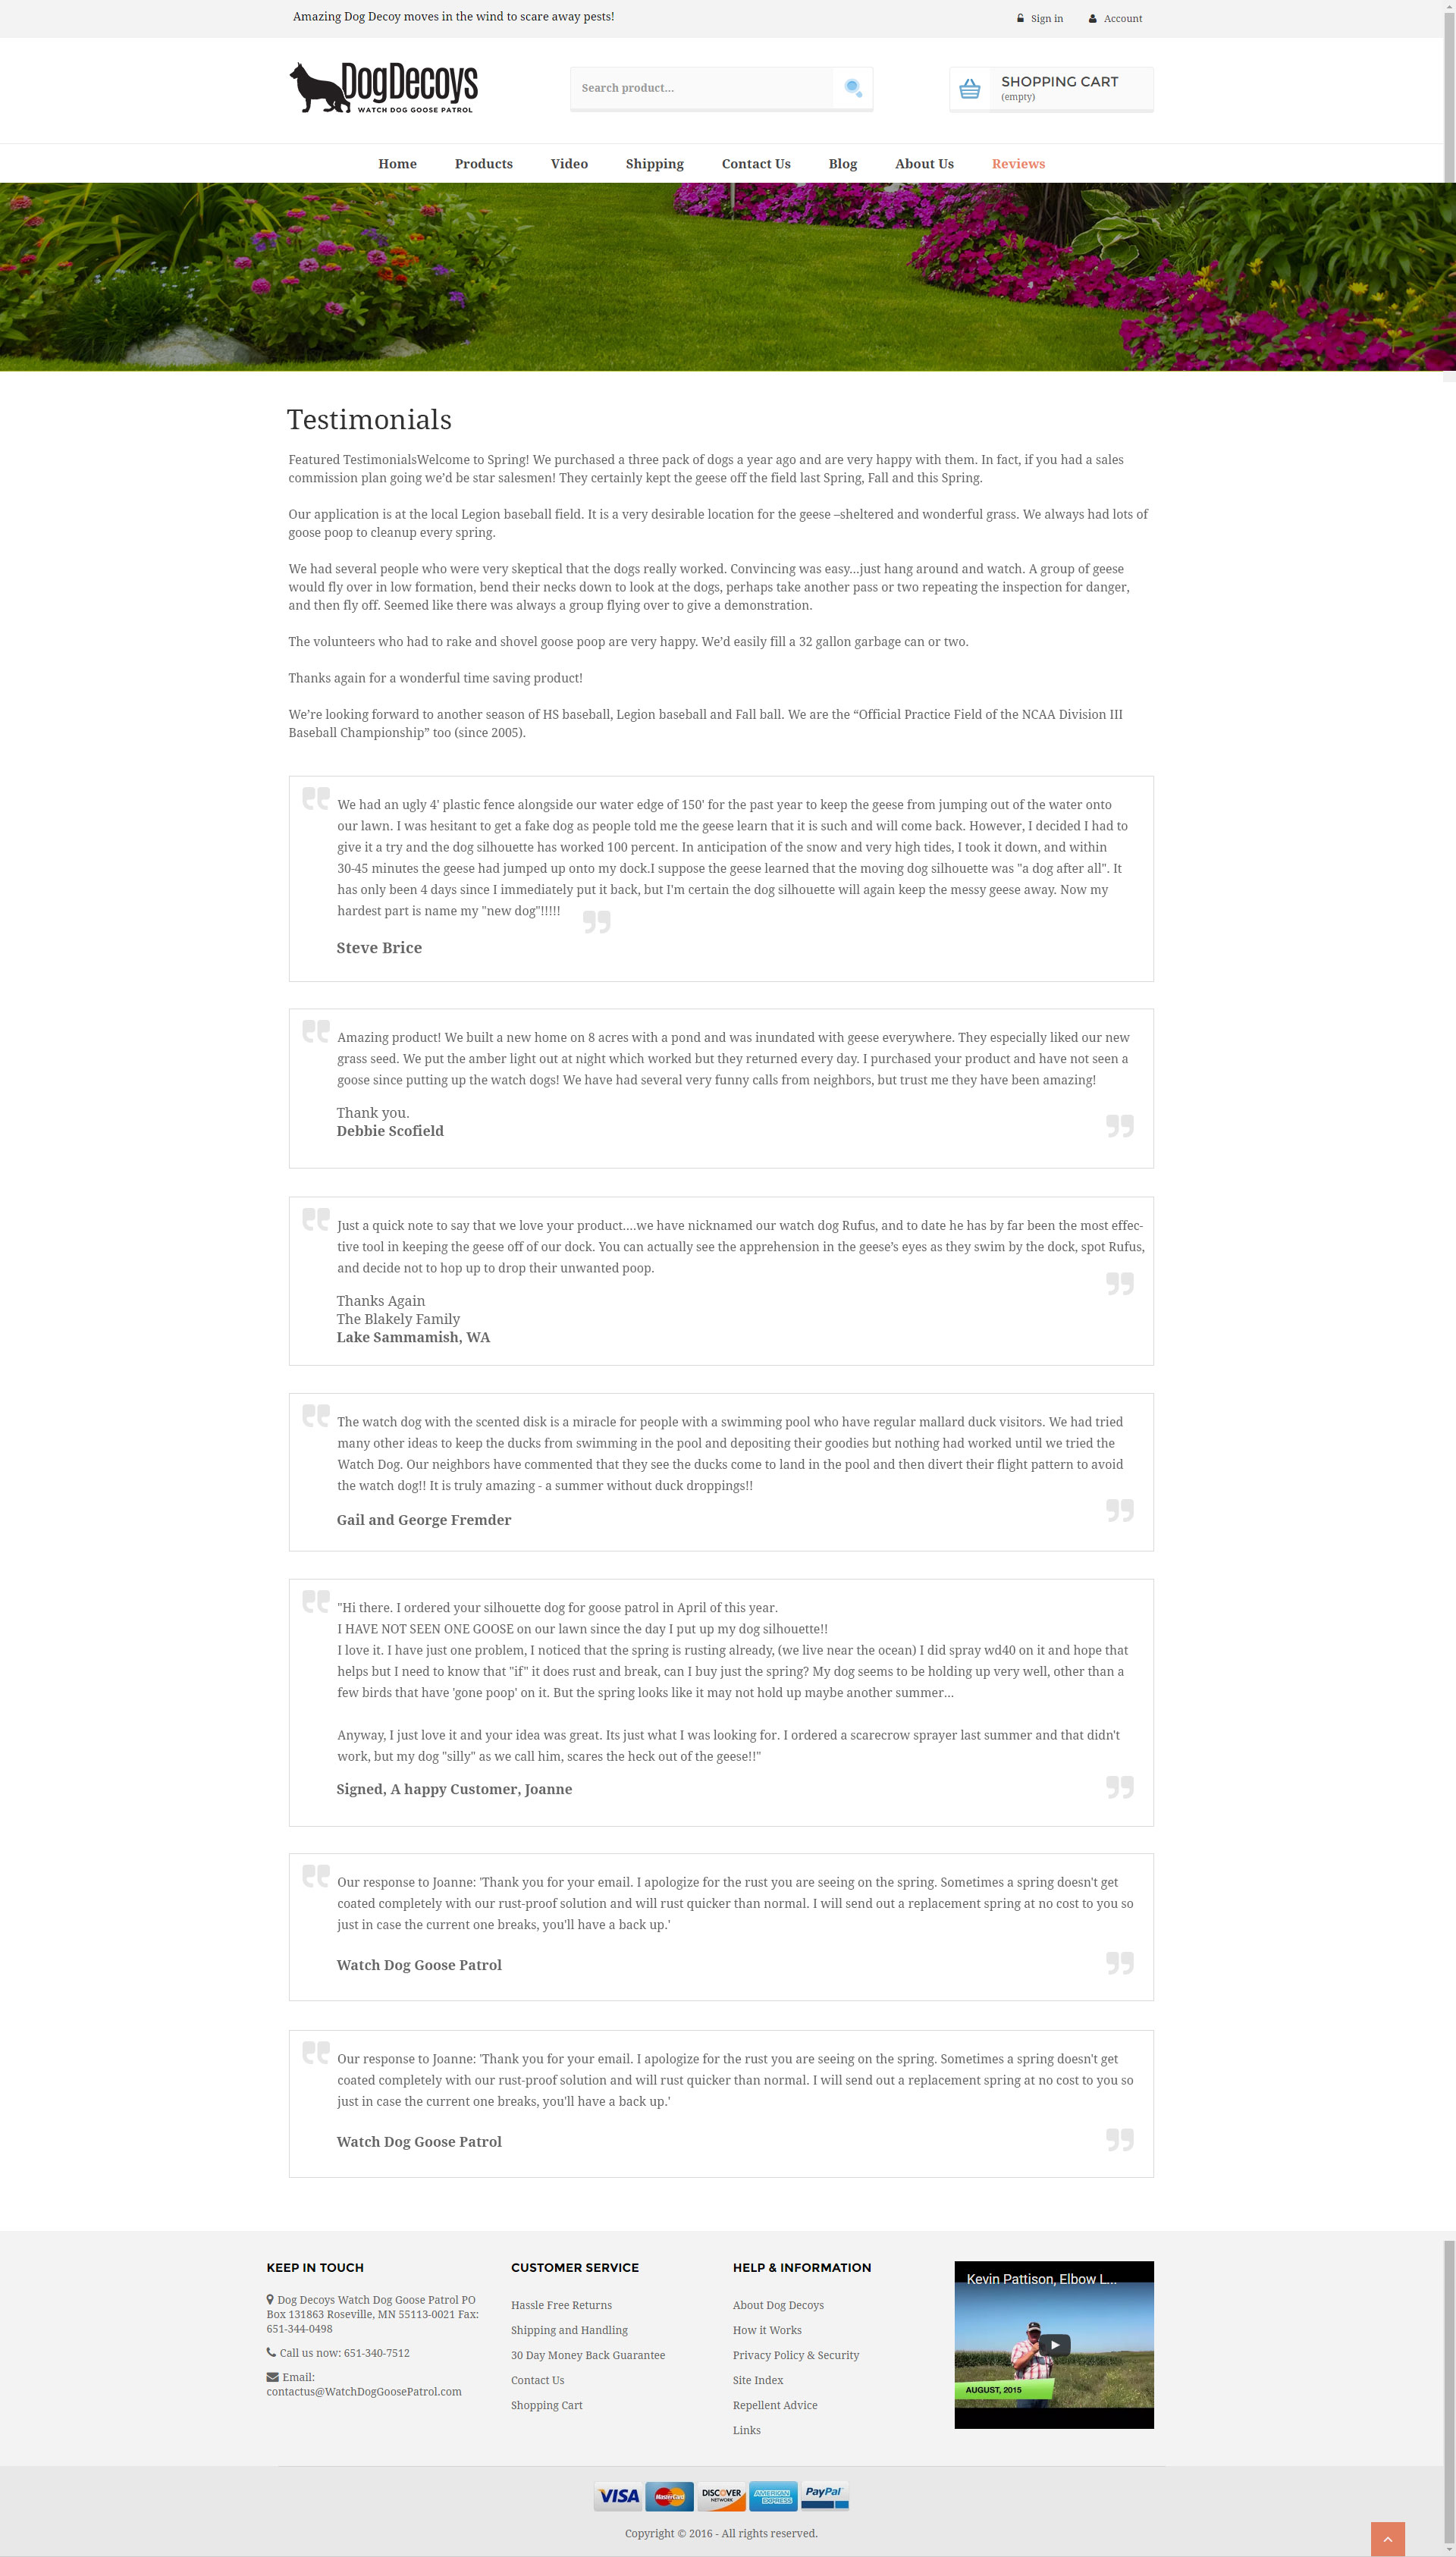 Amazing Dog Decoy moves in the wind to scare away pests!
Sign in
Account
DogDecoys
WATCH DOG GOOSE PATROL
Search product...
SHOPPING CART
(empty)
Home
Products
Video
Shipping
Contact Us
Blog
About Us
Reviews
Testimonials
Featured TestimonialsWelcome to Spring! We purchased a three pack of dogs a year ago and are very happy with them. In fact, if you had a sales
commission plan going we’d be star salesmen! They certainly kept the geese off the field last Spring, Fall and this Spring.
Our application is at the local Legion baseball field. It is a very desirable location for the geese –sheltered and wonderful grass. We always had lots of
goose poop to cleanup every spring.
We had several people who were very skeptical that the dogs really worked. Convincing was easy…just hang around and watch. A group of geese
would fly over in low formation, bend their necks down to look at the dogs, perhaps take another pass or two repeating the inspection for danger,
and then fly off. Seemed like there was always a group flying over to give a demonstration.
The volunteers who had to rake and shovel goose poop are very happy. We’d easily fill a 32 gallon garbage can or two.
Thanks again for a wonderful time saving product!
We’re looking forward to another season of HS baseball, Legion baseball and Fall ball. We are the “Official Practice Field of the NCAA Division III
Baseball Championship” too (since 2005).
We had an ugly 4' plastic fence alongside our water edge of 150' for the past year to keep the geese from jumping out of the water onto
our lawn. I was hesitant to get a fake dog as people told me the geese learn that it is such and will come back. However, I decided I had to
give it a try and the dog silhouette has worked 100 percent. In anticipation of the snow and very high tides, I took it down, and within
30-45 minutes the geese had jumped up onto my dock.I suppose the geese learned that the moving dog silhouette was "a dog after all". It
has only been 4 days since I immediately put it back, but I'm certain the dog silhouette will again keep the messy geese away. Now my
hardest part is name my "new dog"!!!!!
Steve Brice
Amazing product! We built a new home on 8 acres with a pond and was inundated with geese everywhere. They especially liked our new
grass seed. We put the amber light out at night which worked but they returned every day. I purchased your product and have not seen a
goose since putting up the watch dogs! We have had several very funny calls from neighbors, but trust me they have been amazing!
Thank you.
Debbie Scofield
Just a quick note to say that we love your product….we have nicknamed our watch dog Rufus, and to date he has by far been the most effec-
tive tool in keeping the geese off of our dock. You can actually see the apprehension in the geese’s eyes as they swim by the dock, spot Rufus,
and decide not to hop up to drop their unwanted poop.
Thanks Again
The Blakely Family
Lake Sammamish, WA
The watch dog with the scented disk is a miracle for people with a swimming pool who have regular mallard duck visitors. We had tried
many other ideas to keep the ducks from swimming in the pool and depositing their goodies but nothing had worked until we tried the
Watch Dog. Our neighbors have commented that they see the ducks come to land in the pool and then divert their flight pattern to avoid
the watch dog!! It is truly amazing - a summer without duck droppings!!
Gail and George Fremder
"Hi there. I ordered your silhouette dog for goose patrol in April of this year.
I HAVE NOT SEEN ONE GOOSE on our lawn since the day I put up my dog silhouette!!
I love it. I have just one problem, I noticed that the spring is rusting already, (we live near the ocean) I did spray wd40 on it and hope that
helps but I need to know that "if" it does rust and break, can I buy just the spring? My dog seems to be holding up very well, other than a
few birds that have 'gone poop' on it. But the spring looks like it may not hold up maybe another summer...
Anyway, I just love it and your idea was great. Its just what I was looking for. I ordered a scarecrow sprayer last summer and that didn't
work, but my dog "silly" as we call him, scares the heck out of the geese!!"
Signed, A happy Customer, Joanne
Our response to Joanne: 'Thank you for your email. I apologize for the rust you are seeing on the spring. Sometimes a spring doesn't get
coated completely with our rust-proof solution and will rust quicker than normal. I will send out a replacement spring at no cost to you so
just in case the current one breaks, you'll have a back up.'
Watch Dog Goose Patrol
Our response to Joanne: 'Thank you for your email. I apologize for the rust you are seeing on the spring. Sometimes a spring doesn't get
coated completely with our rust-proof solution and will rust quicker than normal. I will send out a replacement spring at no cost to you so
just in case the current one breaks, you'll have a back up.'
Watch Dog Goose Patrol
KEEP IN TOUCH
Dog Decoys Watch Dog Goose Patrol PO
Box 131863 Roseville, MN 55113-0021 Fax:
651-344-0498
Call us now: 651-340-7512
Email:
contactus@WatchDogGoosePatrol.com
CUSTOMER SERVICE
Hassle Free Returns
Shipping and Handling
30 Day Money Back Guarantee
Contact Us
Shopping Cart
HELP & INFORMATION
About Dog Decoys
How it Works
Privacy Policy & Security
Site Index
Repellent Advice
Links
Kevin Pattison, Elbow L...
AUGUST, 2015
VISA
MasterCard
DISCOVER
NETWORK
AMERICAN
EXPRESS
PayPal
Copyright © 2016 - All rights reserved.